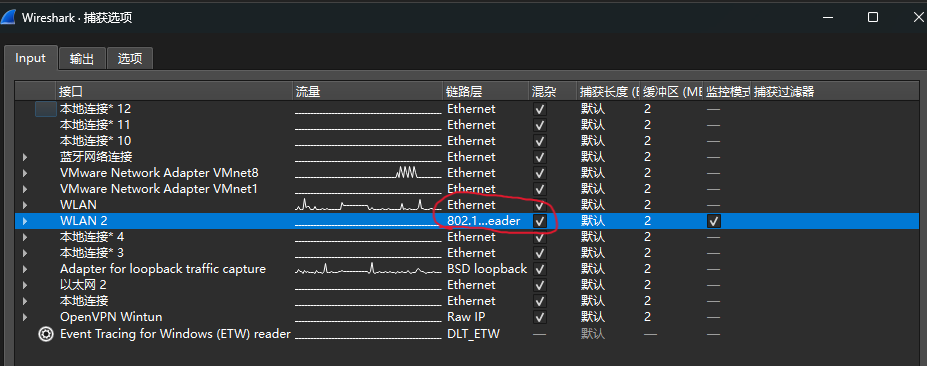 Wireshark · 捕获选项
Input 输出 选项
接口 流量 链路层 混杂 捕获长度 (B 缓冲区 (MB 监控模式 捕获过滤器
本地连接* 12 Ethernet 默认 2 —
本地连接* 11 Ethernet 默认 2 —
本地连接* 10 Ethernet 默认 2 —
蓝牙网络连接 Ethernet 默认 2 —
VMware Network Adapter VMnet8 Ethernet 默认 2 —
VMware Network Adapter VMnet1 Ethernet 默认 2 —
WLAN Ethernet 默认 2 —
WLAN 2 802.1...eader 默认 2
本地连接* 4 Ethernet 默认 2 —
本地连接* 3 Ethernet 默认 2 —
Adapter for loopback traffic capture BSD loopback 默认 2 —
以太网 2 Ethernet 默认 2 —
本地连接 Ethernet 默认 2 —
OpenVPN Wintun Raw IP 默认 2 —
Event Tracing for Windows (ETW) reader DLT_ETW — 默认 —